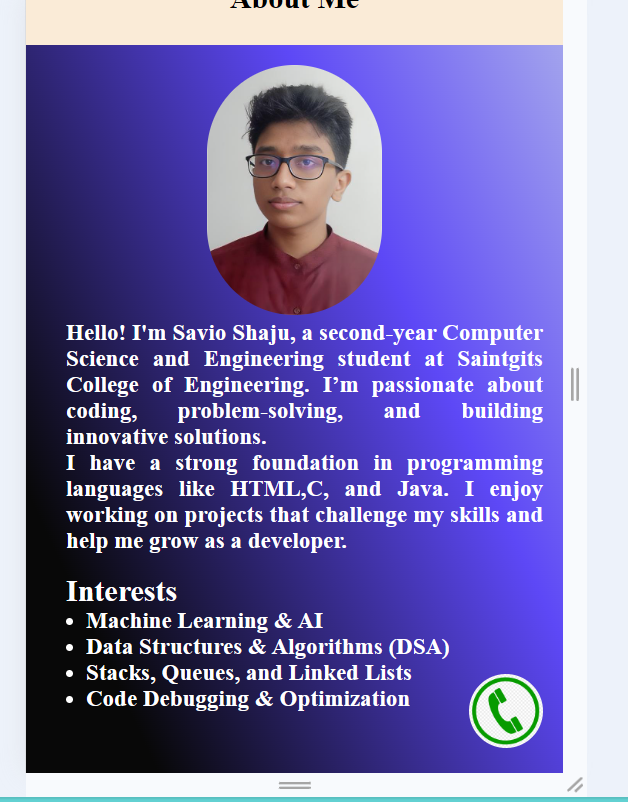 About Me
Hello! I'm Savio Shaju, a second-year Computer
Science and Engineering student at Saintgits
College of Engineering. I’m passionate about
coding, problem-solving, and building
innovative solutions.
I have a strong foundation in programming
languages like HTML,C, and Java. I enjoy
working on projects that challenge my skills and
help me grow as a developer.
Interests
• Machine Learning & AI
• Data Structures & Algorithms (DSA)
• Stacks, Queues, and Linked Lists
• Code Debugging & Optimization